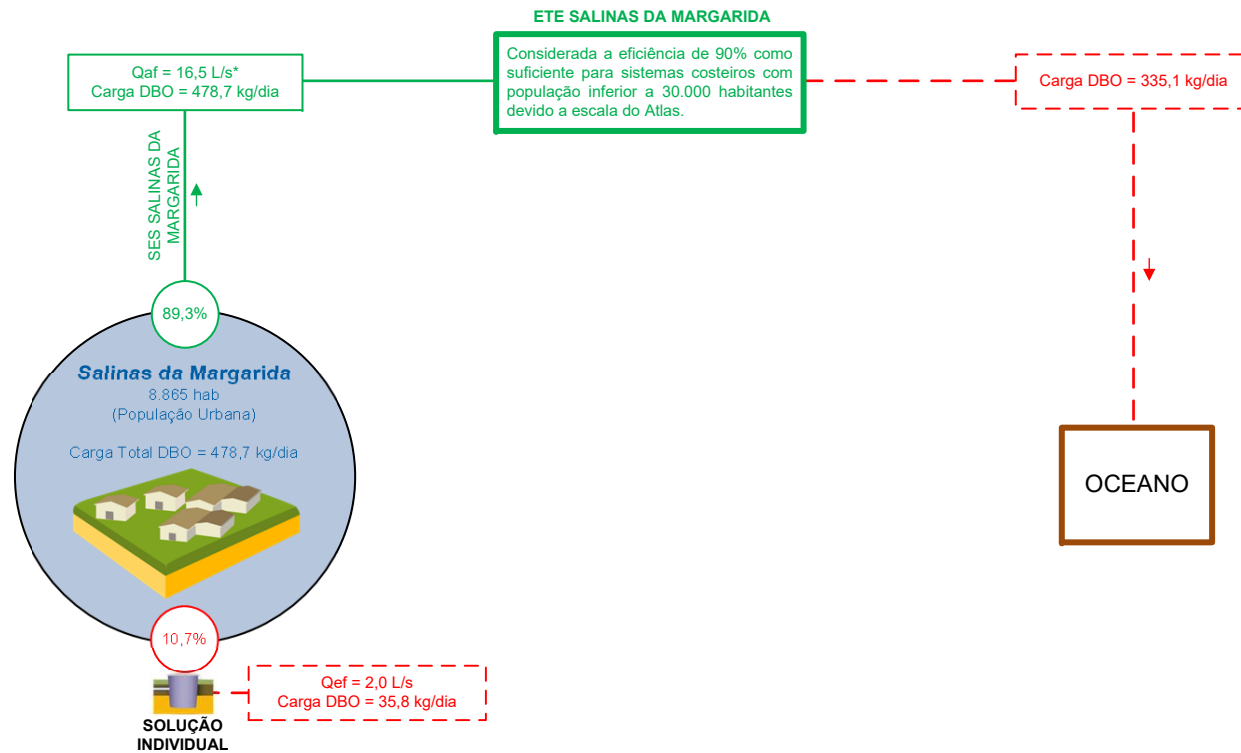 ETE SALINAS DA MARGARIDA
Considerada a eficiência de 90% como
suficiente para sistemas costeiros com
população inferior a 30.000 habitantes
devido a escala do Atlas.
Qaf = 16,5 L/s*
Carga DBO = 478,7 kg/dia
Carga DBO = 335,1 kg/dia
SES SALINAS DA
MARGARIDA
89,3%
Salinas da Margarida
8.865 hab
(População Urbana)
Carga Total DBO = 478,7 kg/dia
OCEANO
10,7%
Qef = 2,0 L/s
Carga DBO = 35,8 kg/dia
SOLUÇÃO
INDIVIDUAL